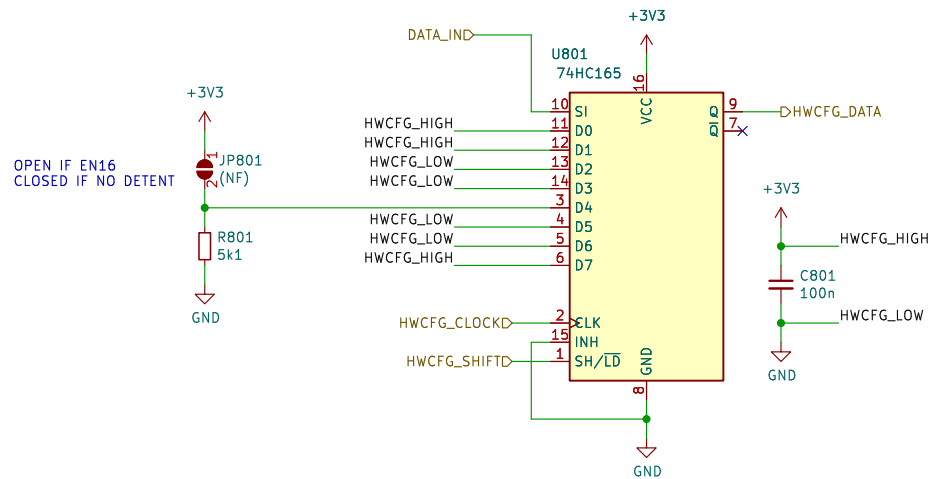 +3V3
DATA_IN
U801
74HC165
16
VCC
10
SI
Q
9
HWCFG_DATA
HWCFG_HIGH
11
D0
Q
7
HWCFG_HIGH
12
D1
HWCFG_LOW
13
D2
HWCFG_LOW
14
D3
3
D4
HWCFG_LOW
4
D5
HWCFG_LOW
5
D6
HWCFG_HIGH
6
D7
HWCFG_CLOCK
2
CLK
15
INH
HWCFG_SHIFT
1
SH/LD
GND
8
GND
+3V3
1
JP801
2
(NF)
OPEN IF EN16
CLOSED IF NO DETENT
R801
5k1
GND
+3V3
HWCFG_HIGH
C801
100n
HWCFG_LOW
GND